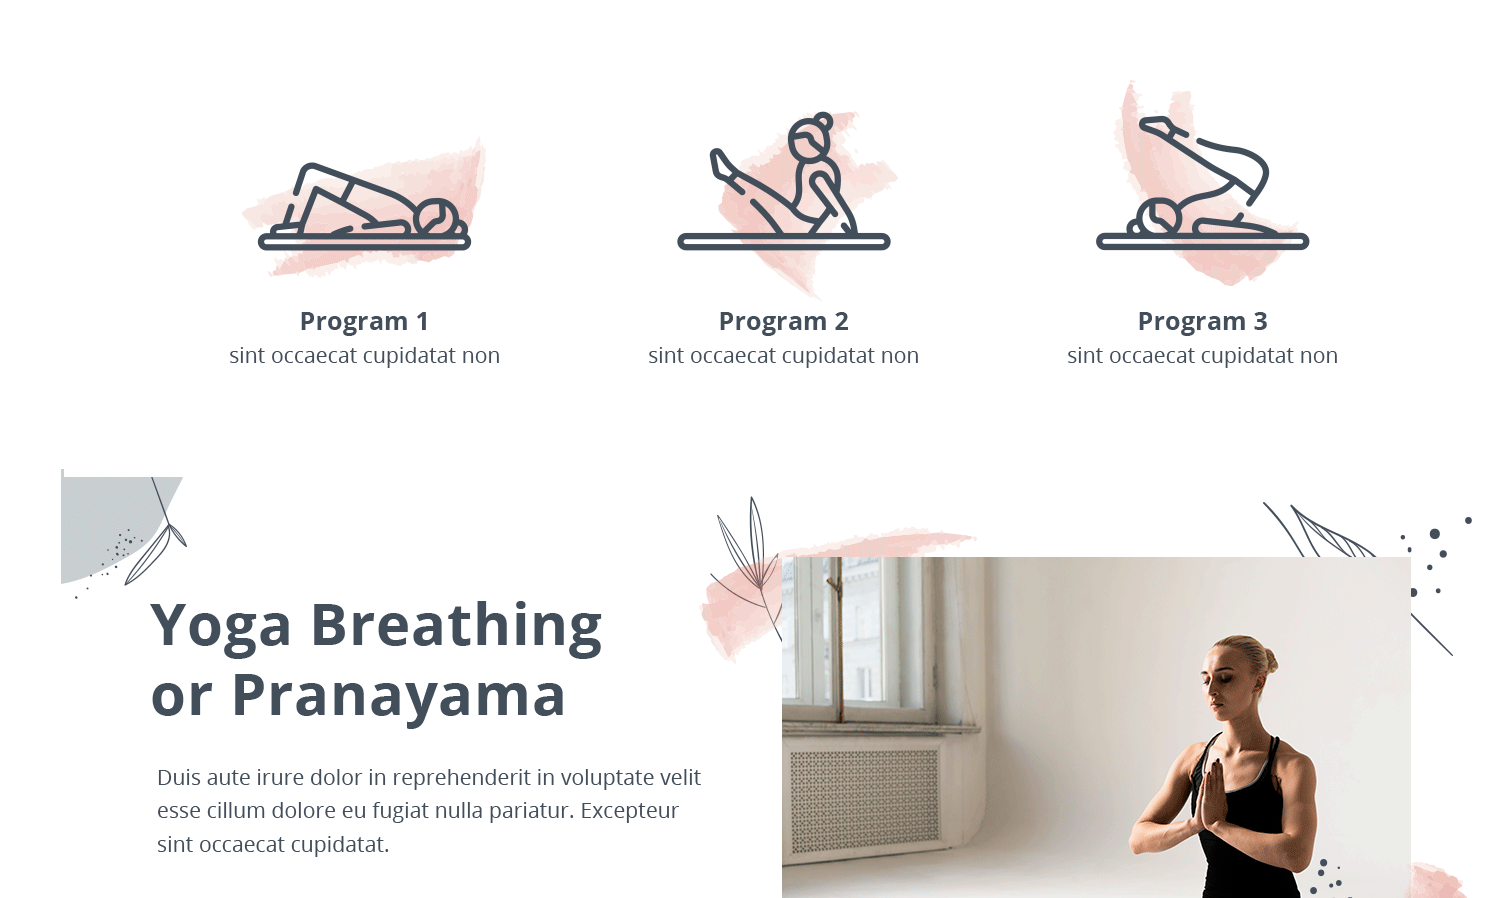 Program 1
sint occaecat cupidatat non
Program 2
sint occaecat cupidatat non
Program 3
sint occaecat cupidatat non
Yoga Breathing
or Pranayama
Duis aute irure dolor in reprehenderit in voluptate velit
esse cillum dolore eu fugiat nulla pariatur. Excepteur
sint occaecat cupidatat.